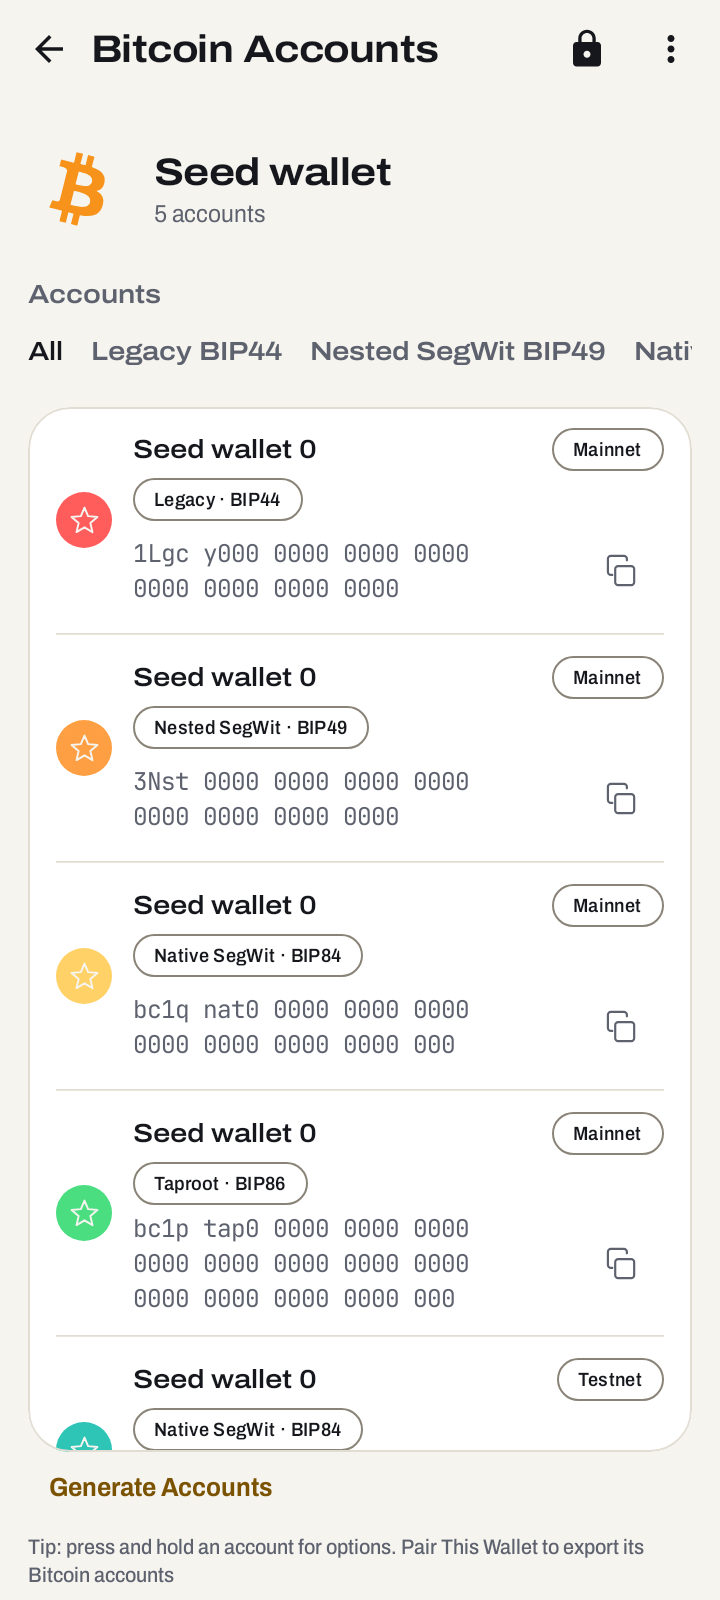 Bitcoin Accounts
Seed wallet
5 accounts
Accounts
All Legacy BIP44 Nested SegWit BIP49
Seed wallet 0 Mainnet
Legacy · BIP44
1Lgc y000 0000 0000 0000
0000 0000 0000 0000
Seed wallet 0 Mainnet
Nested SegWit · BIP49
3Nst 0000 0000 0000 0000
0000 0000 0000 0000
Seed wallet 0 Mainnet
Native SegWit · BIP84
bc1q nat0 0000 0000 0000
0000 0000 0000 0000 000
Seed wallet 0 Mainnet
Taproot · BIP86
bc1p tap0 0000 0000 0000
0000 0000 0000 0000 0000
0000 0000 0000 0000 000
Seed wallet 0 Testnet
Native SegWit · BIP84
Generate Accounts
Tip: press and hold an account for options. Pair This Wallet to export its
Bitcoin accounts